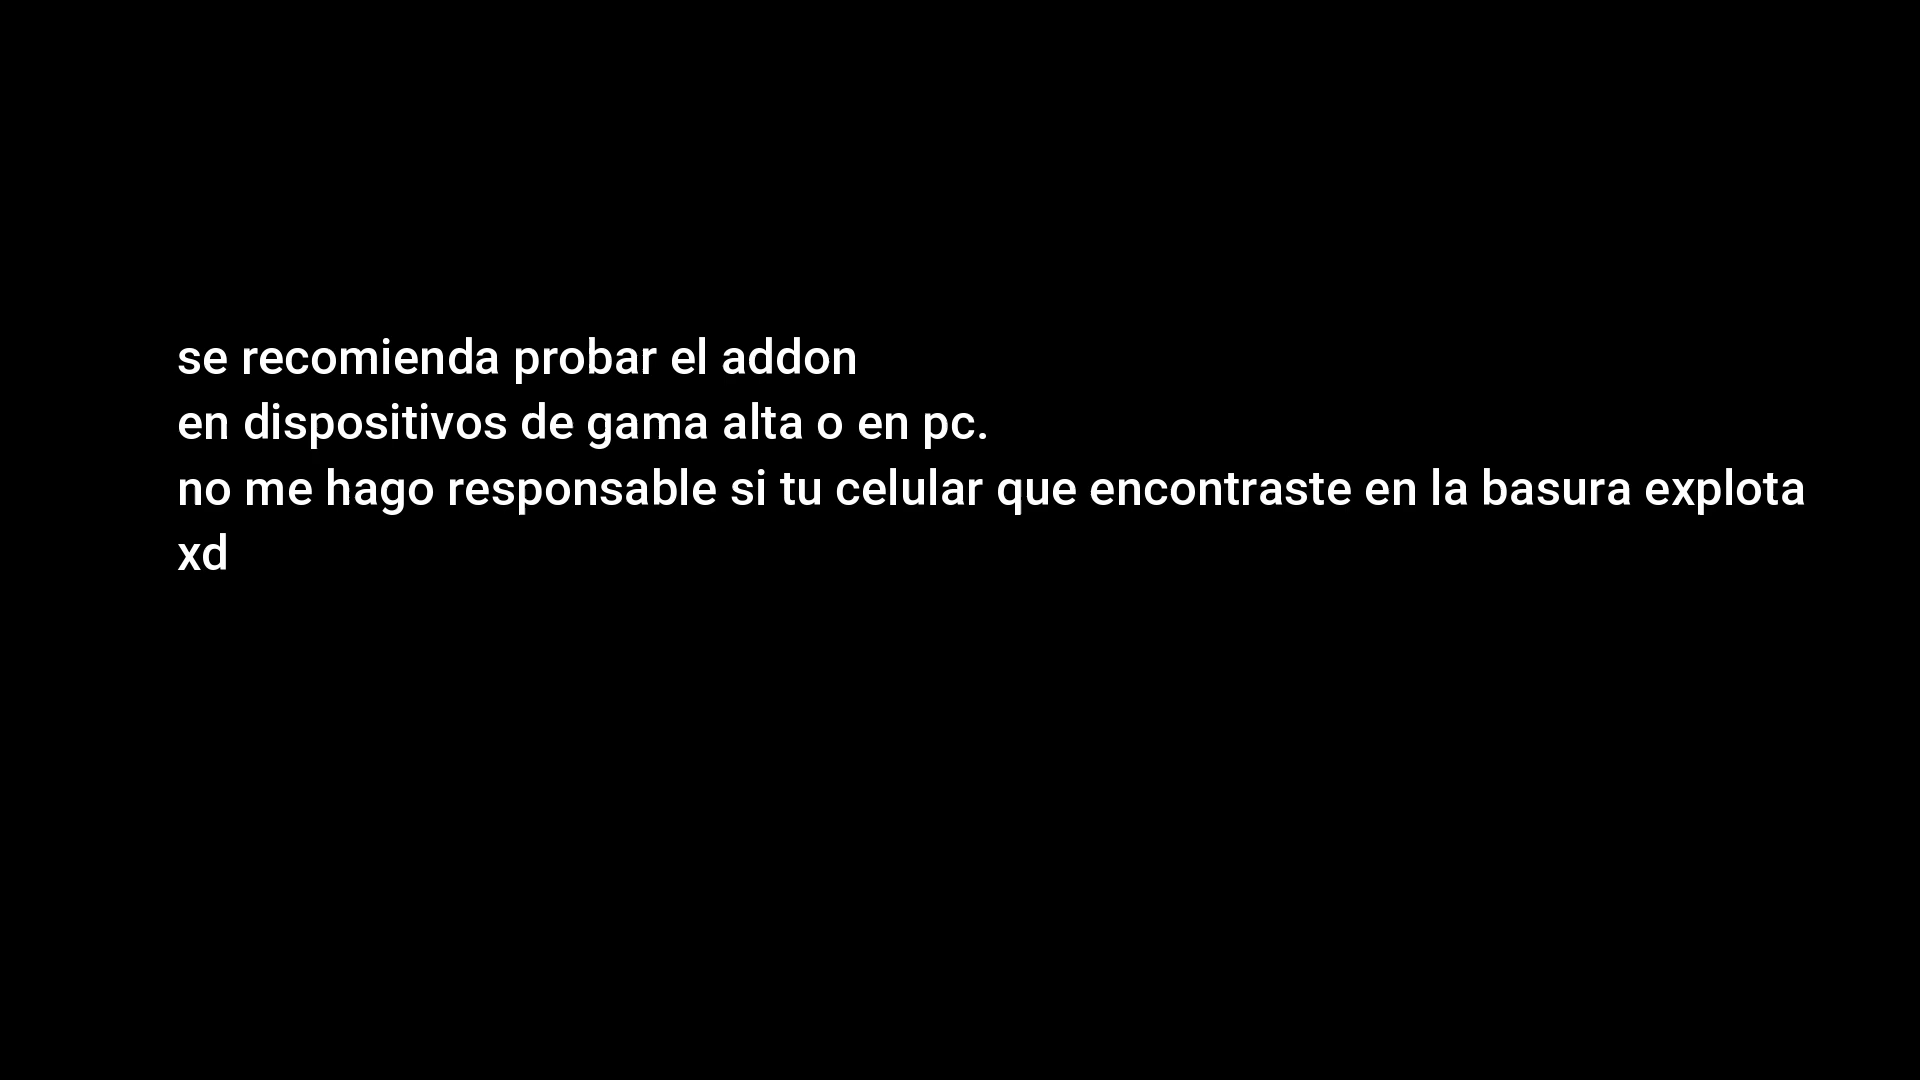 se recomienda probar el addon
en dispositivos de gama alta o en pc.
no me hago responsable si tu celular que encontraste en la basura explota
xd